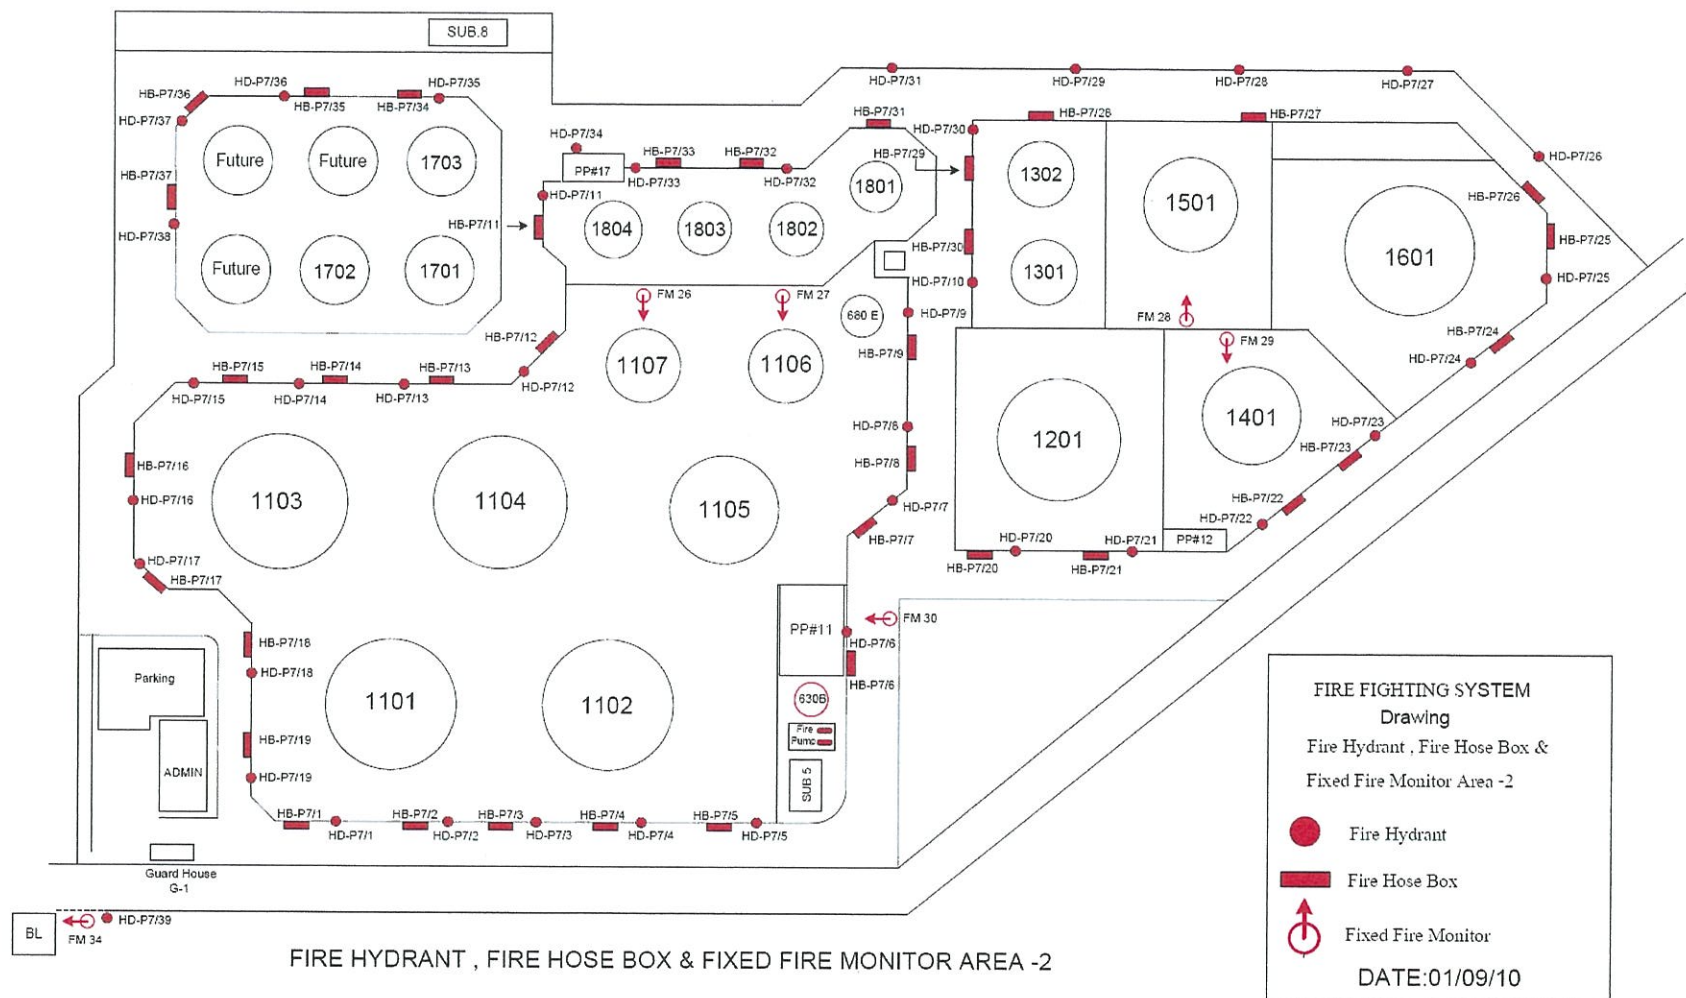 SUB.8
HD-P7/31
HD-P7/29
HD-P7/28
HD-P7/27
HD-P7/36
HD-P7/35
HB-P7/36
HB-P7/35
HB-P7/34
HD-P7/37
HB-P7/31
HB-P7/28
HB-P7/27
HD-P7/34
HD-P7/30
Future
Future
1703
HB-P7/33
HB-P7/32
HB-P7/29
HD-P7/26
PP#17
HD-P7/33
HD-P7/32
1801
1302
HB-P7/37
HD-P7/11
HB-P7/26
1501
HD-P7/38
HB-P7/11
1804
1803
1802
HB-P7/30
HB-P7/25
1601
Future
1702
1701
1301
HD-P7/10
HD-P7/25
FM 26
FM 27
680 E
HD-P7/9
FM 28
HB-P7/12
FM 29
HB-P7/24
HB-P7/9
HD-P7/24
HB-P7/15
HB-P7/14
HB-P7/13
1107
1106
HD-P7/15
HD-P7/14
HD-P7/13
HD-P7/12
1401
HD-P7/8
HD-P7/23
1201
HB-P7/23
HB-P7/16
HB-P7/8
HD-P7/16
1103
1104
1105
HD-P7/7
HB-P7/22
HD-P7/22
HB-P7/7
HD-P7/20
HD-P7/21
PP#12
HD-P7/17
HB-P7/17
HB-P7/20
HB-P7/21
FM 30
PP#11
HB-P7/18
HD-P7/6
HD-P7/18
HB-P7/6
Parking
1101
1102
630B
Fire
Pump
HB-P7/19
ADMIN
HD-P7/19
SUB 5
HB-P7/1
HB-P7/2
HB-P7/3
HB-P7/4
HB-P7/5
HD-P7/1
HD-P7/2
HD-P7/3
HD-P7/4
HD-P7/5
Guard House
G-1
HD-P7/39
BL
FM 34
FIRE HYDRANT , FIRE HOSE BOX & FIXED FIRE MONITOR AREA -2
FIRE FIGHTING SYSTEM
Drawing
Fire Hydrant , Fire Hose Box &
Fixed Fire Monitor Area -2
Fire Hydrant
Fire Hose Box
Fixed Fire Monitor
DATE:01/09/10